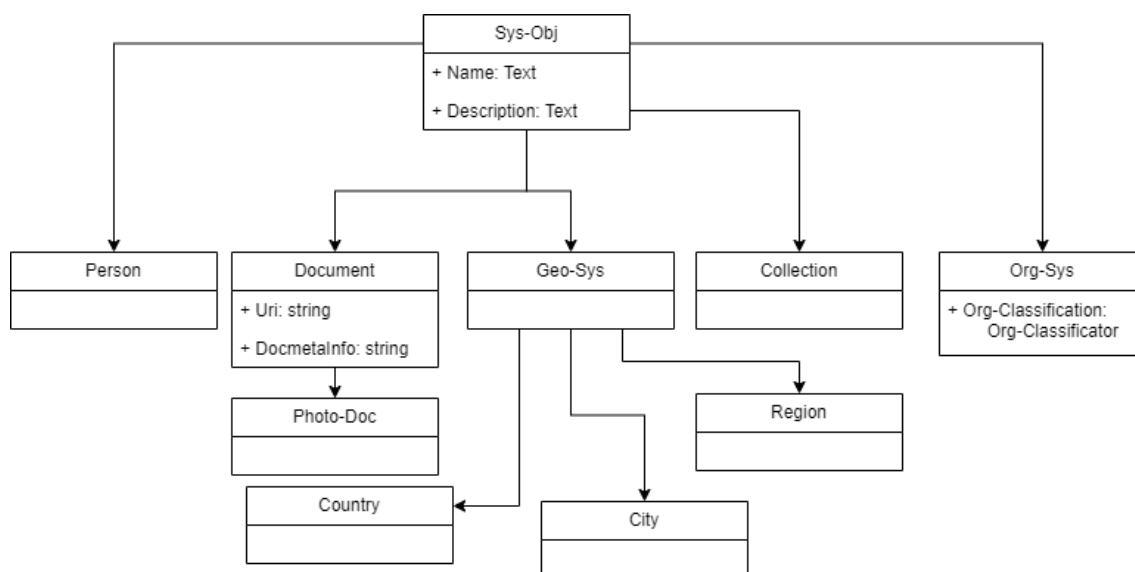 Sys-Obj
+ Name: Text
+ Description: Text
Person
Document
+ Uri: string
+ DocmetaInfo: string
Geo-Sys
Collection
Org-Sys
+ Org-Classification:
Org-Classificator
Photo-Doc
Region
Country
City